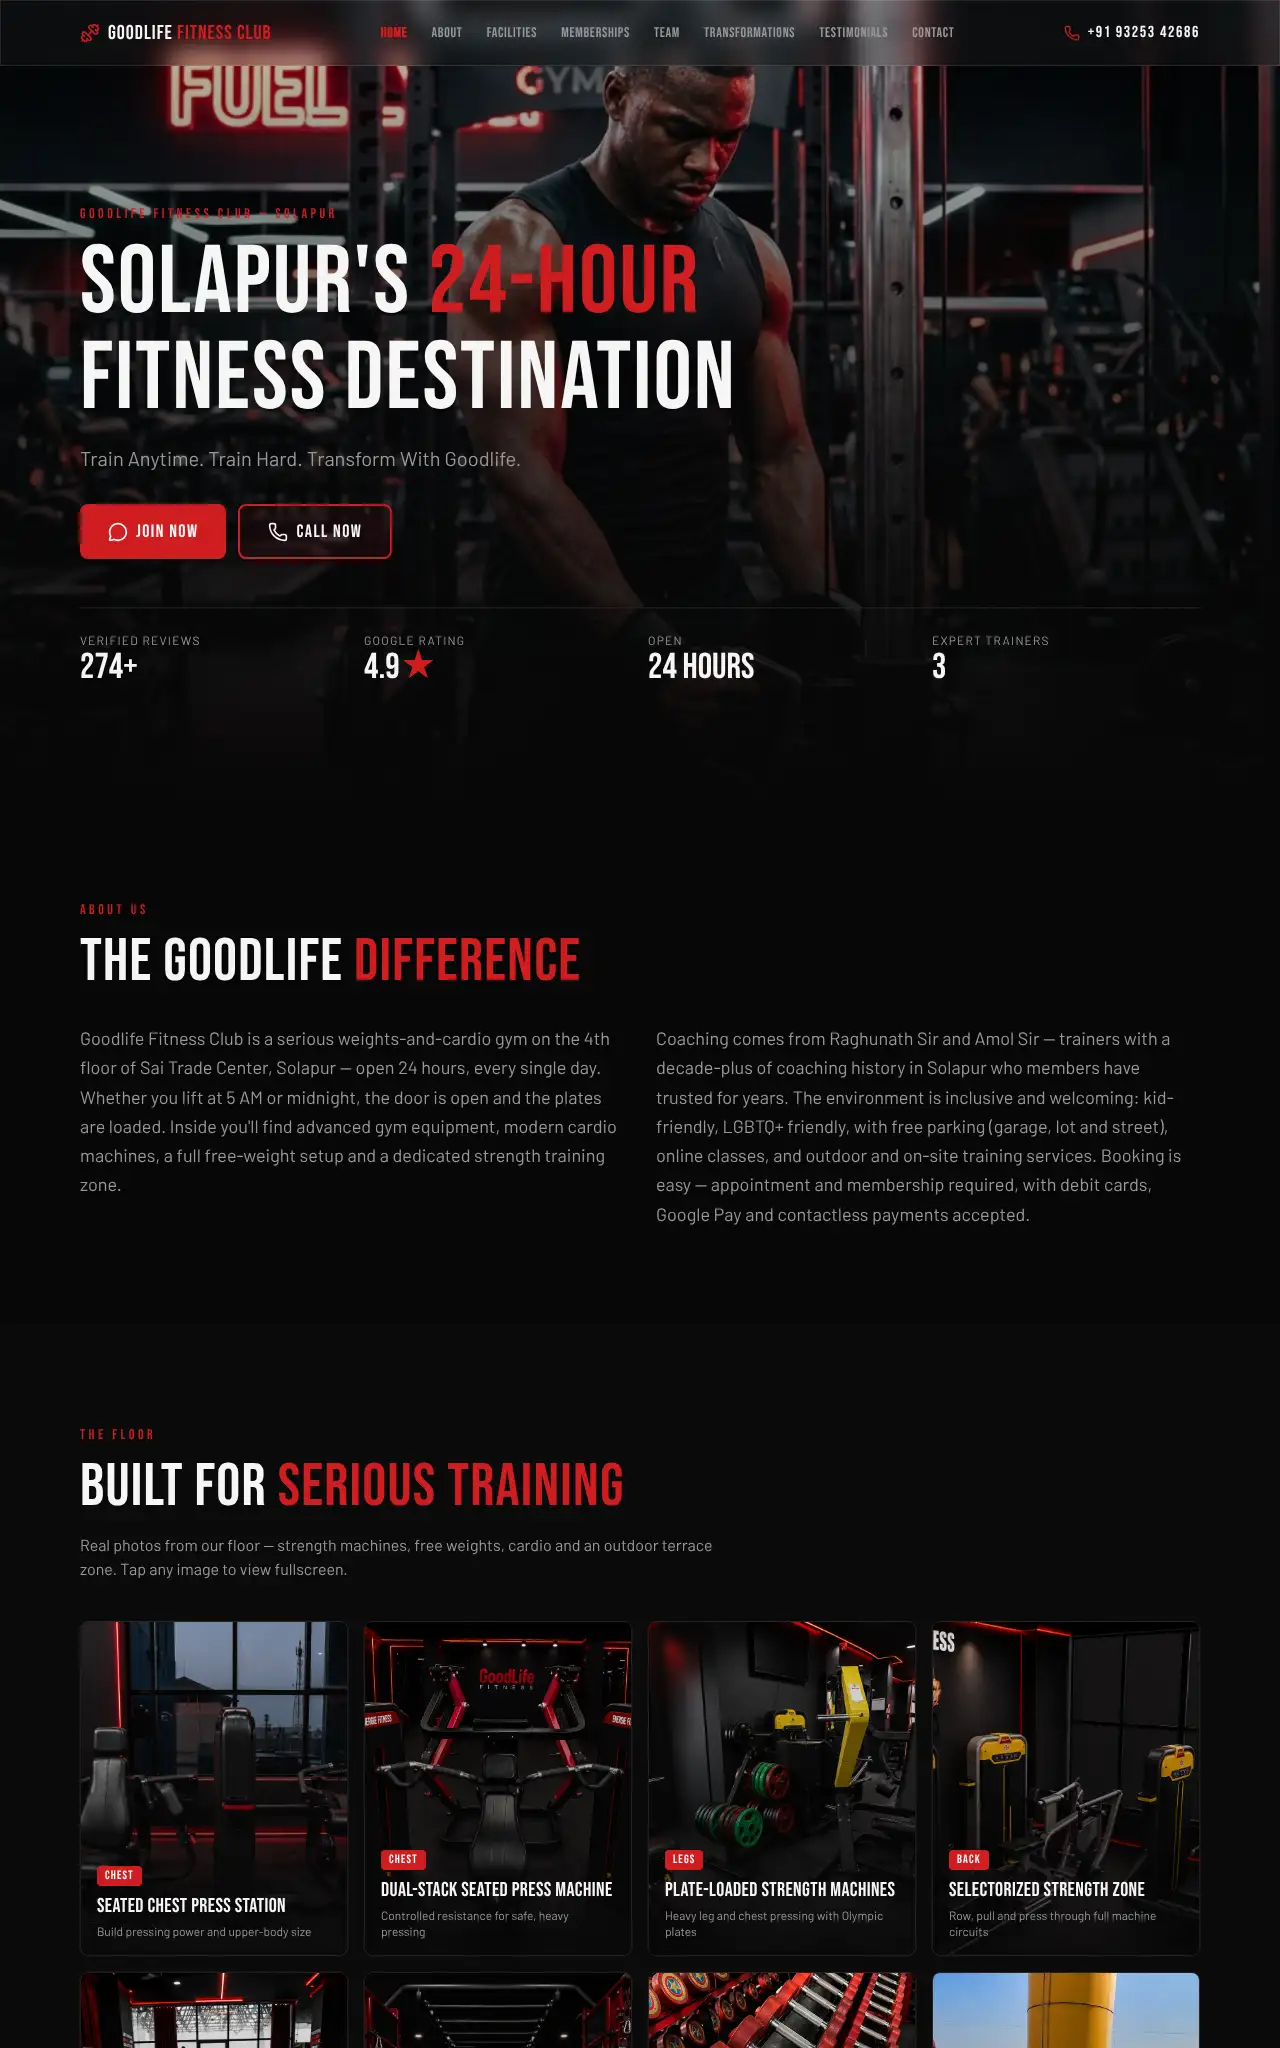 GOODLIFE FITNESS CLUB
HOME
ABOUT
FACILITIES
MEMBERSHIPS
TEAM
TRANSFORMATIONS
TESTIMONIALS
CONTACT
+91 93253 42686
FUEL
GYM
GOODLIFE FITNESS CLUB — SOLAPUR
SOLAPUR'S 24-HOUR
FITNESS DESTINATION
Train Anytime. Train Hard. Transform With Goodlife.
JOIN NOW
CALL NOW
VERIFIED REVIEWS
274+
GOOGLE RATING
4.9★
OPEN
24 HOURS
EXPERT TRAINERS
3
ABOUT US
THE GOODLIFE DIFFERENCE
Goodlife Fitness Club is a serious weights-and-cardio gym on the 4th
floor of Sai Trade Center, Solapur — open 24 hours, every single day.
Whether you lift at 5 AM or midnight, the door is open and the plates
are loaded. Inside you'll find advanced gym equipment, modern cardio
machines, a full free-weight setup and a dedicated strength training
zone.
Coaching comes from Raghunath Sir and Amol Sir — trainers with a
decade-plus of coaching history in Solapur who members have
trusted for years. The environment is inclusive and welcoming: kid-
friendly, LGBTQ+ friendly, with free parking (garage, lot and street),
online classes, and outdoor and on-site training services. Booking is
easy — appointment and membership required, with debit cards,
Google Pay and contactless payments accepted.
THE FLOOR
BUILT FOR SERIOUS TRAINING
Real photos from our floor — strength machines, free weights, cardio and an outdoor terrace
zone. Tap any image to view fullscreen.
CHEST
SEATED CHEST PRESS STATION
Build pressing power and upper-body size
GoodLife
FITNESS
CHEST
DUAL-STACK SEATED PRESS MACHINE
Controlled resistance for safe, heavy
pressing
LEGS
PLATE-LOADED STRENGTH MACHINES
Heavy leg and chest pressing with Olympic
plates
ESS
BACK
SELECTORIZED STRENGTH ZONE
Row, pull and press through full machine
circuits